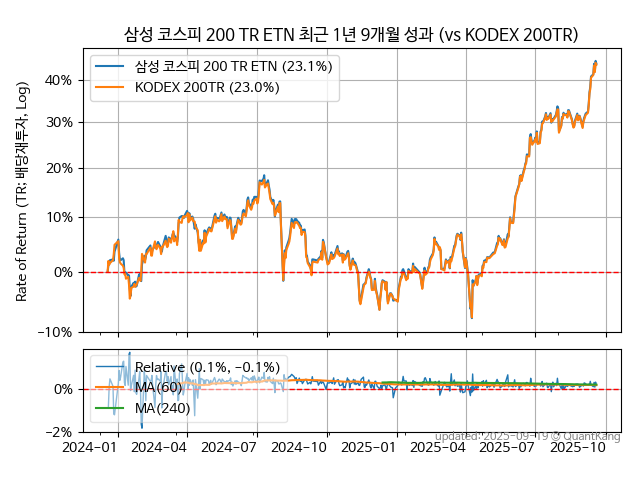 삼성 코스피 200 TR ETN 최근 1년 9개월 성과 (vs KODEX 200TR)
삼성 코스피 200 TR ETN (23.1%)
KODEX 200TR (23.0%)
Rate of Return (TR: 배당재투자, Log)
40%
30%
20%
10%
0%
−10%
Relative (0.1%, −0.1%)
MA(60)
MA(240)
0%
−2%
updated: 2025-09-19 © QuantKang
2024−01
2024−04
2024−07
2024−10
2025−01
2025−04
2025−07
2025−10